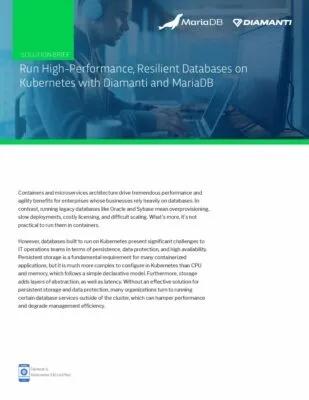 MariaDB DIAMANTI
SOLUTION BRIEF
Run High-Performance, Resilient Databases on
Kubernetes with Diamanti and MariaDB
Containers and microservices architecture drive tremendous performance and
agility benefits for enterprises whose businesses rely heavily on databases. In
contrast, running legacy databases like Oracle and Sybase mean overprovisioning,
slow deployments, costly licensing, and difficult scaling. What's more, it's not
practical to run them in containers.
However, databases built to run on Kubernetes present significant challenges to
IT operations teams in terms of persistence, data protection, and high availability.
Persistent storage is a fundamental requirement for many containerized
applications, but it is much more complex to configure in Kubernetes than CPU
and memory, which follows a simple declarative model. Furthermore, storage
adds layers of abstraction, as well as latency. Without an effective solution for
persistent storage and data protection, many organizations turn to running
certain database services outside of the cluster, which can hamper performance
and degrade management efficiency.
Diamanti is
Kubernetes